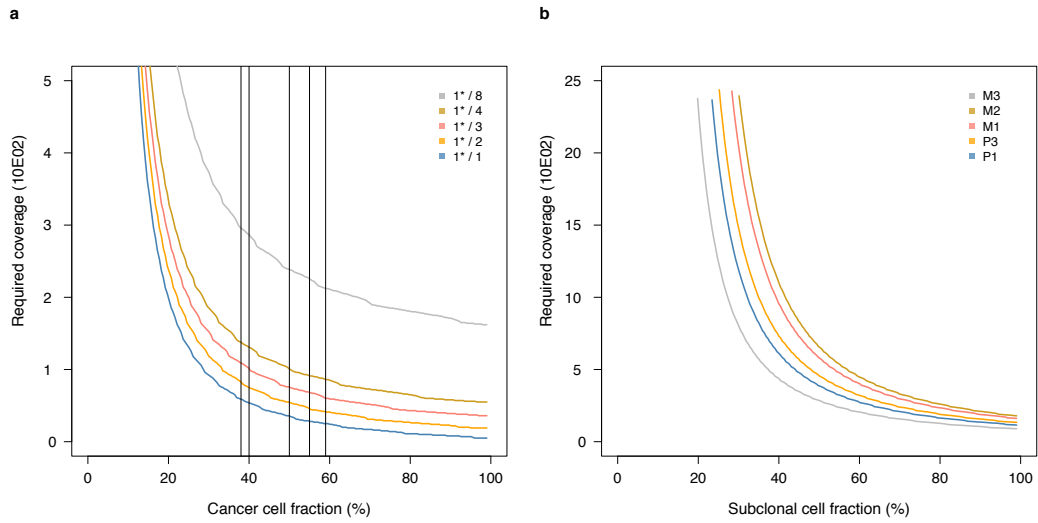 a
Required coverage (10E02)
5
4
3
2
1
0
1* / 8
1* / 4
1* / 3
1* / 2
1* / 1
0 20 40 60 80 100
Cancer cell fraction (%)
b
Required coverage (10E02)
25
20
15
10
5
0
M3
M2
M1
P3
P1
0 20 40 60 80 100
Subclonal cell fraction (%)